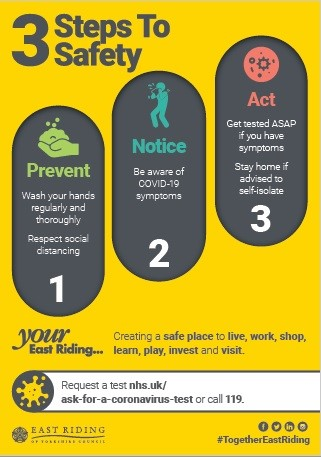 3 Steps To
Safety
Prevent
Wash your hands
regularly and
thoroughly
Respect social
distancing
1
Notice
Be aware of
COVID-19
symptoms
2
Act
Get tested ASAP
if you have
symptoms
Stay home if
advised to
self-isolate
3
your
East Riding...
Creating a safe place to live, work, shop,
learn, play, invest and visit.
Request a test nhs.uk/
ask-for-a-coronavirus-test or call 119.
EAST RIDING
OF YORKSHIRE COUNCIL
#TogetherEastRiding